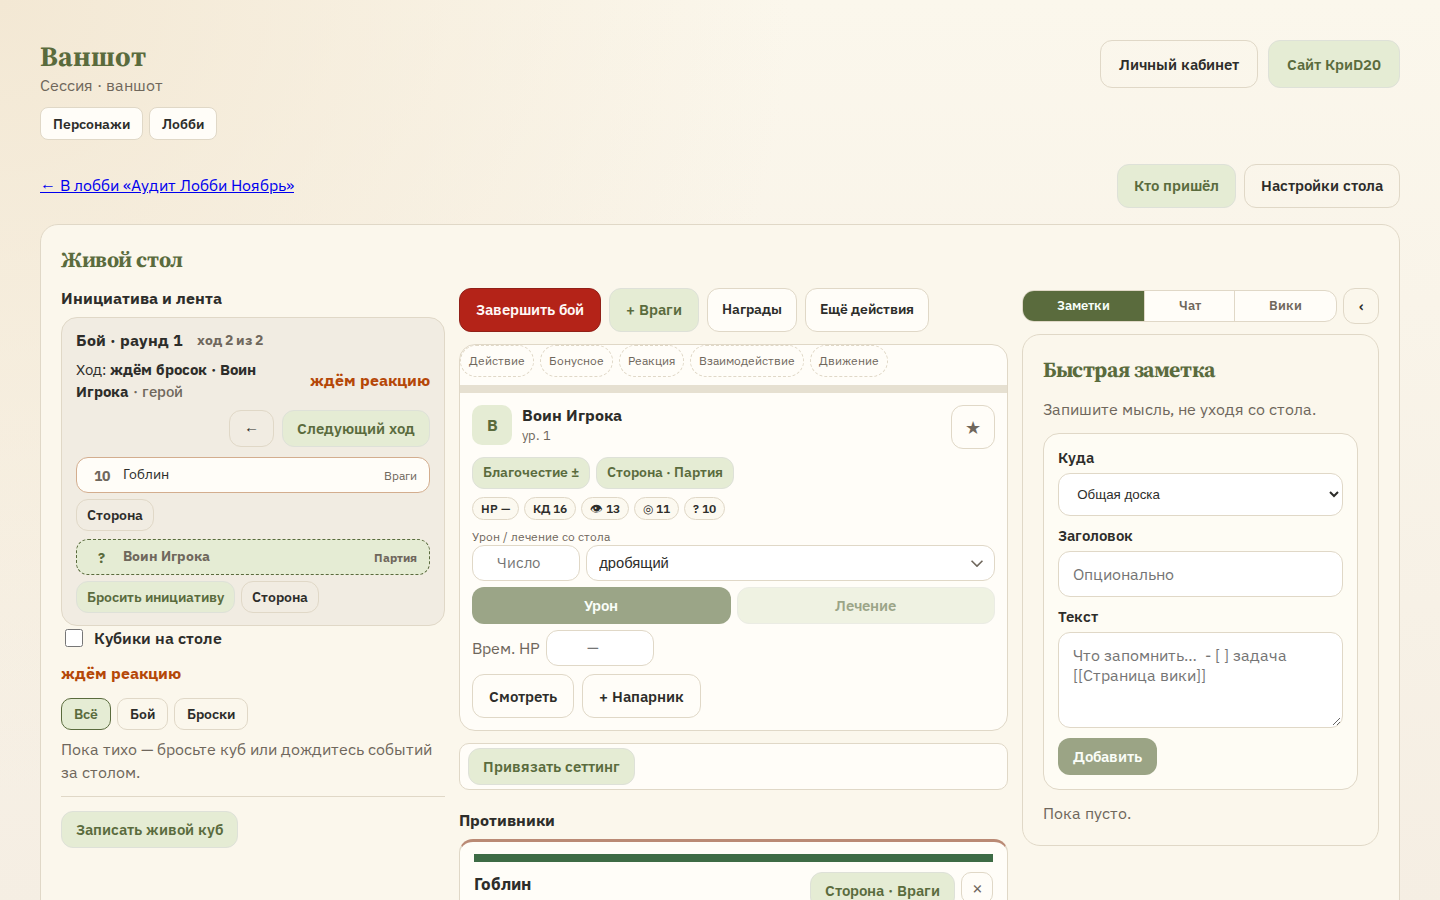 Ваншот
Сессия · ваншот
Персонажи
Лобби
Личный кабинет
Сайт КриD20
← В лобби «Аудит Лобби Ноябрь»
Кто пришёл
Настройки стола
Живой стол
Инициатива и лента
Бой · раунд 1 ход 2 из 2
Ход: ждём бросок · Воин
Игрока · герой
ждём реакцию
←
Следующий ход
10 Гоблин Враги
Сторона
? Воин Игрока Партия
Бросить инициативу
Сторона
Кубики на столе
ждём реакцию
Всё
Бой
Броски
Пока тихо — бросьте куб или дождитесь событий
за столом.
Записать живой куб
Завершить бой
+ Враги
Награды
Ещё действия
Действие
Бонусное
Реакция
Взаимодействие
Движение
В
Воин Игрока
ур. 1
★
Благочестие ±
Сторона · Партия
HP —
КД 16
👁 13
◎ 11
? 10
Урон / лечение со стола
Число
дробящий
Урон
Лечение
Врем. HP
—
Смотреть
+ Напарник
Привязать сеттинг
Противники
Гоблин
Сторона · Враги
×
Заметки
Чат
Вики
‹
Быстрая заметка
Запишите мысль, не уходя со стола.
Куда
Общая доска
Заголовок
Опционально
Текст
Что запомнить... - [ ] задача
[[Страница вики]]
Добавить
Пока пусто.